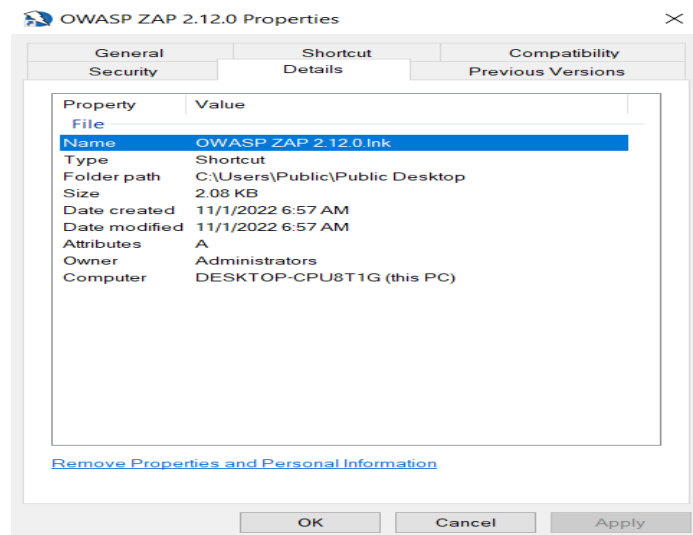 OWASP ZAP 2.12.0 Properties
General Shortcut Compatibility
Security Details Previous Versions
Property Value
File
Name OWASP ZAP 2.12.0.lnk
Type Shortcut
Folder path C:\Users\Public\Public Desktop
Size 2.08 KB
Date created 11/1/2022 6:57 AM
Date modified 11/1/2022 6:57 AM
Attributes A
Owner Administrators
Computer DESKTOP-CPU8T1G (this PC)
Remove Properties and Personal Information
OK Cancel Apply